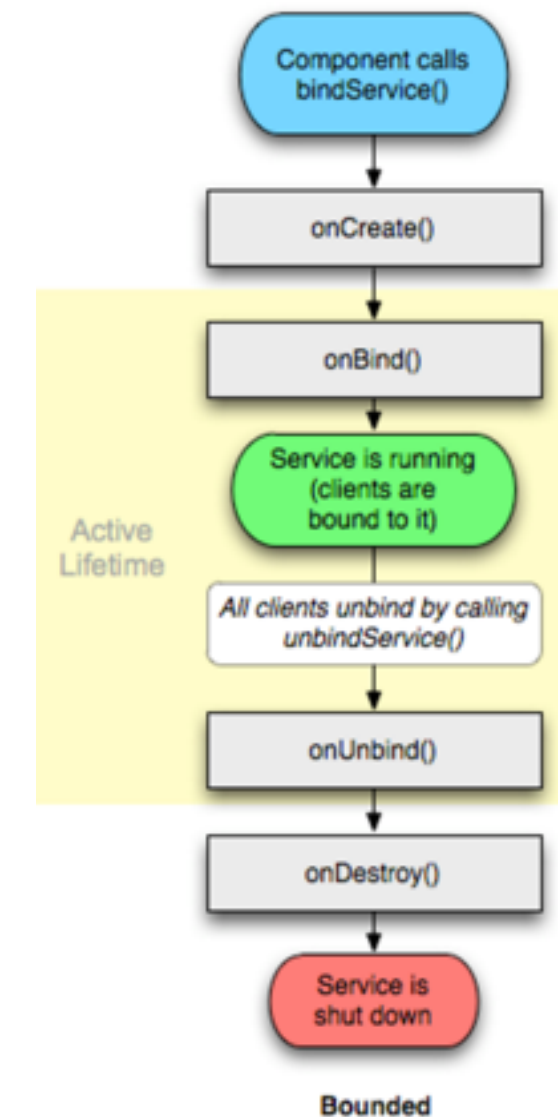 Component calls
bindService()
onCreate()
onBind()
Service is running
(clients are
bound to it)
Active
Lifetime
All clients unbind by calling
unbindService()
onUnbind()
onDestroy()
Service is
shut down
Bounded